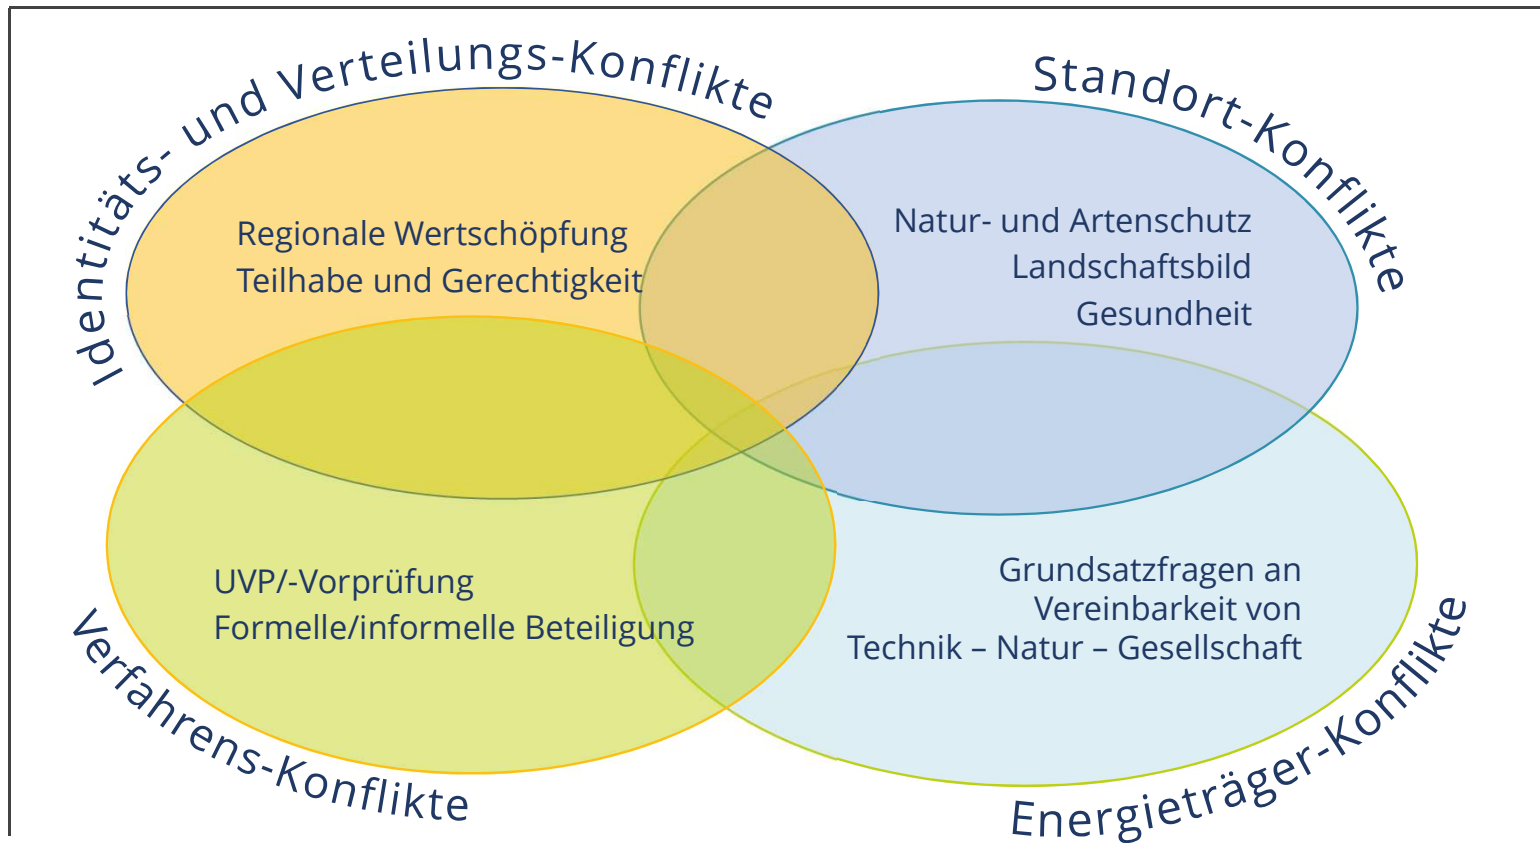 Identitäts- und Verteilungs-Konflikte
Regionale Wertschöpfung
Teilhabe und Gerechtigkeit
Standort-Konflikte
Natur- und Artenschutz
Landschaftsbild
Gesundheit
UVP/-Vorprüfung
Formelle/informelle Beteiligung
Verfahrens-Konflikte
Grundsatzfragen an
Vereinbarkeit von
Technik – Natur – Gesellschaft
Energieträger-Konflikte